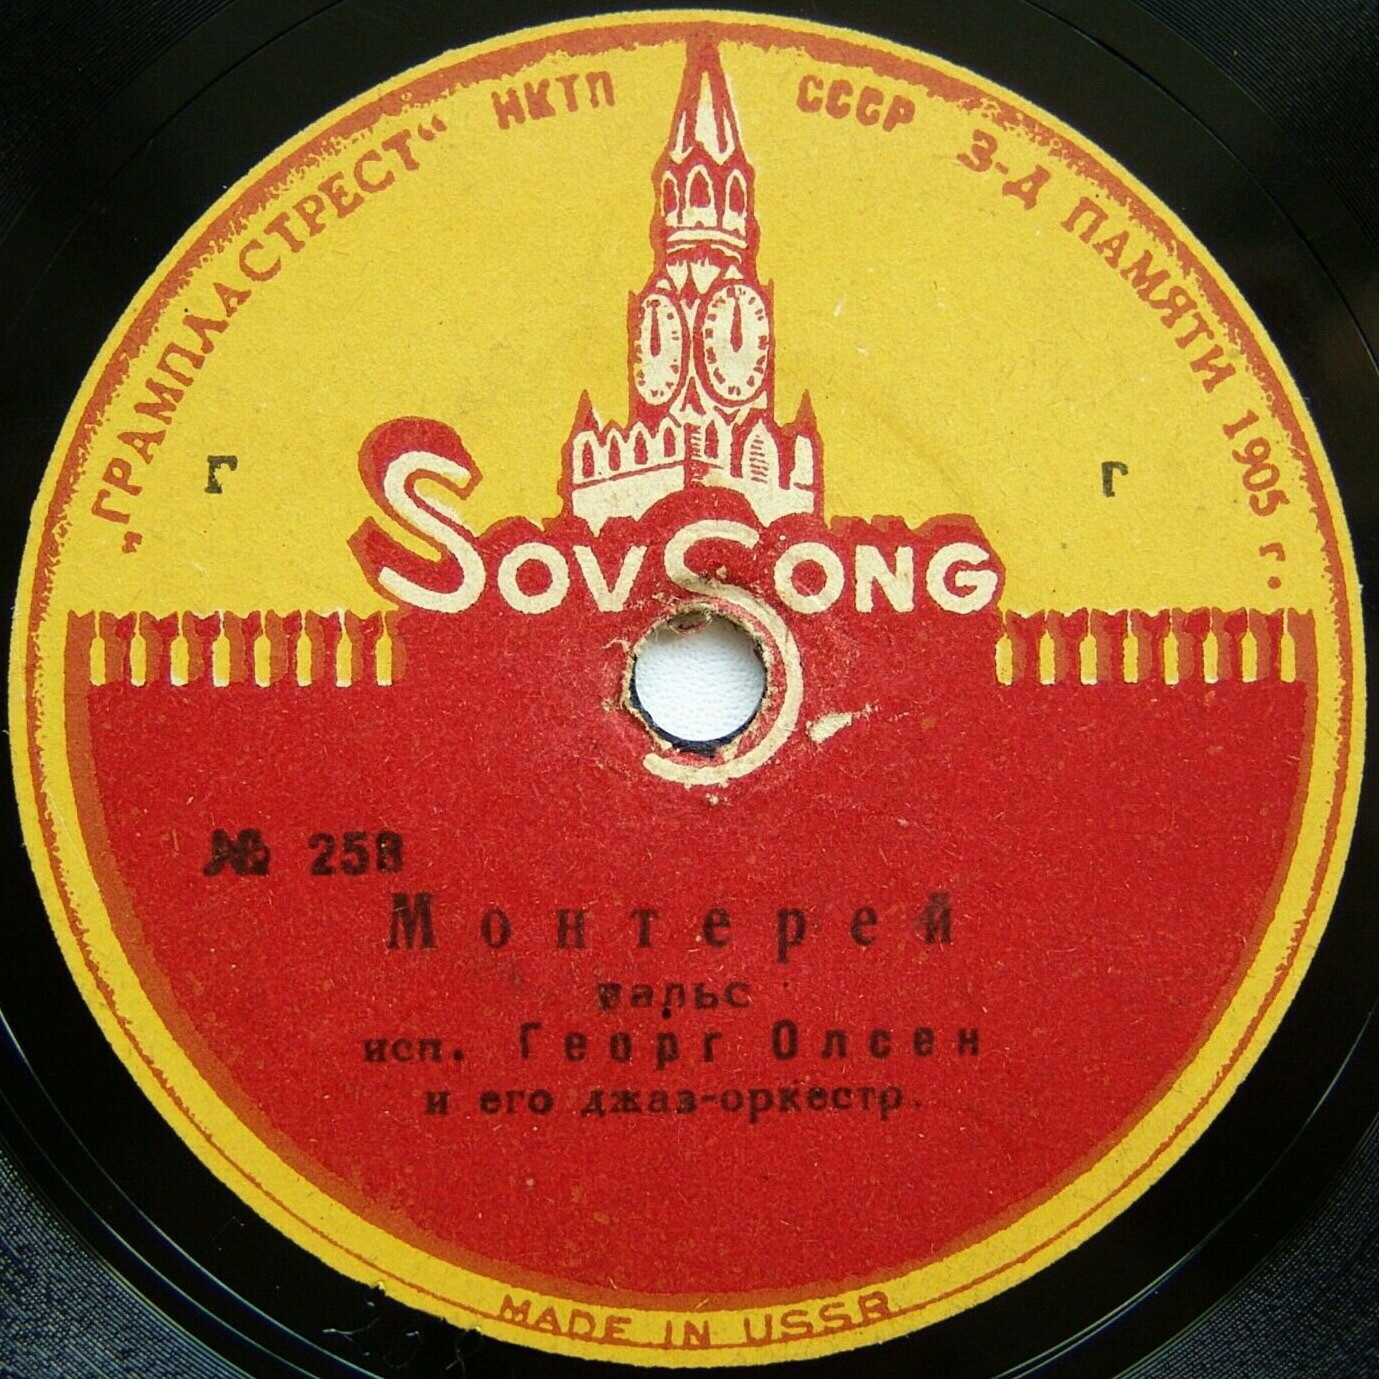 „ГРАМПЛАСТРЕСТ“ НКТП СССР З-Д ПАМЯТИ 1905 г.
Г Г
SOVSONG
№ 258
Монтерей
вальс
исп. Георг Олсен
и его джаз-оркестр.
MADE IN USSR